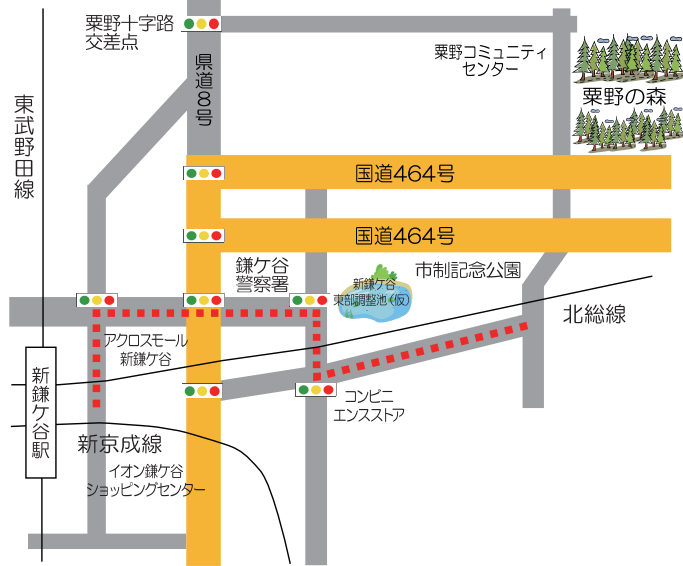 粟野十字路
交差点
県道8号
粟野コミュニティ
センター
粟野の森
東武野田線
国道464号
国道464号
鎌ケ谷
警察署
新鎌ケ谷
東部調整池(仮)
市制記念公園
北総線
アクロスモール
新鎌ケ谷
新鎌ケ谷駅
コンビニ
エンスストア
新京成線
イオン鎌ケ谷
ショッピングセンター